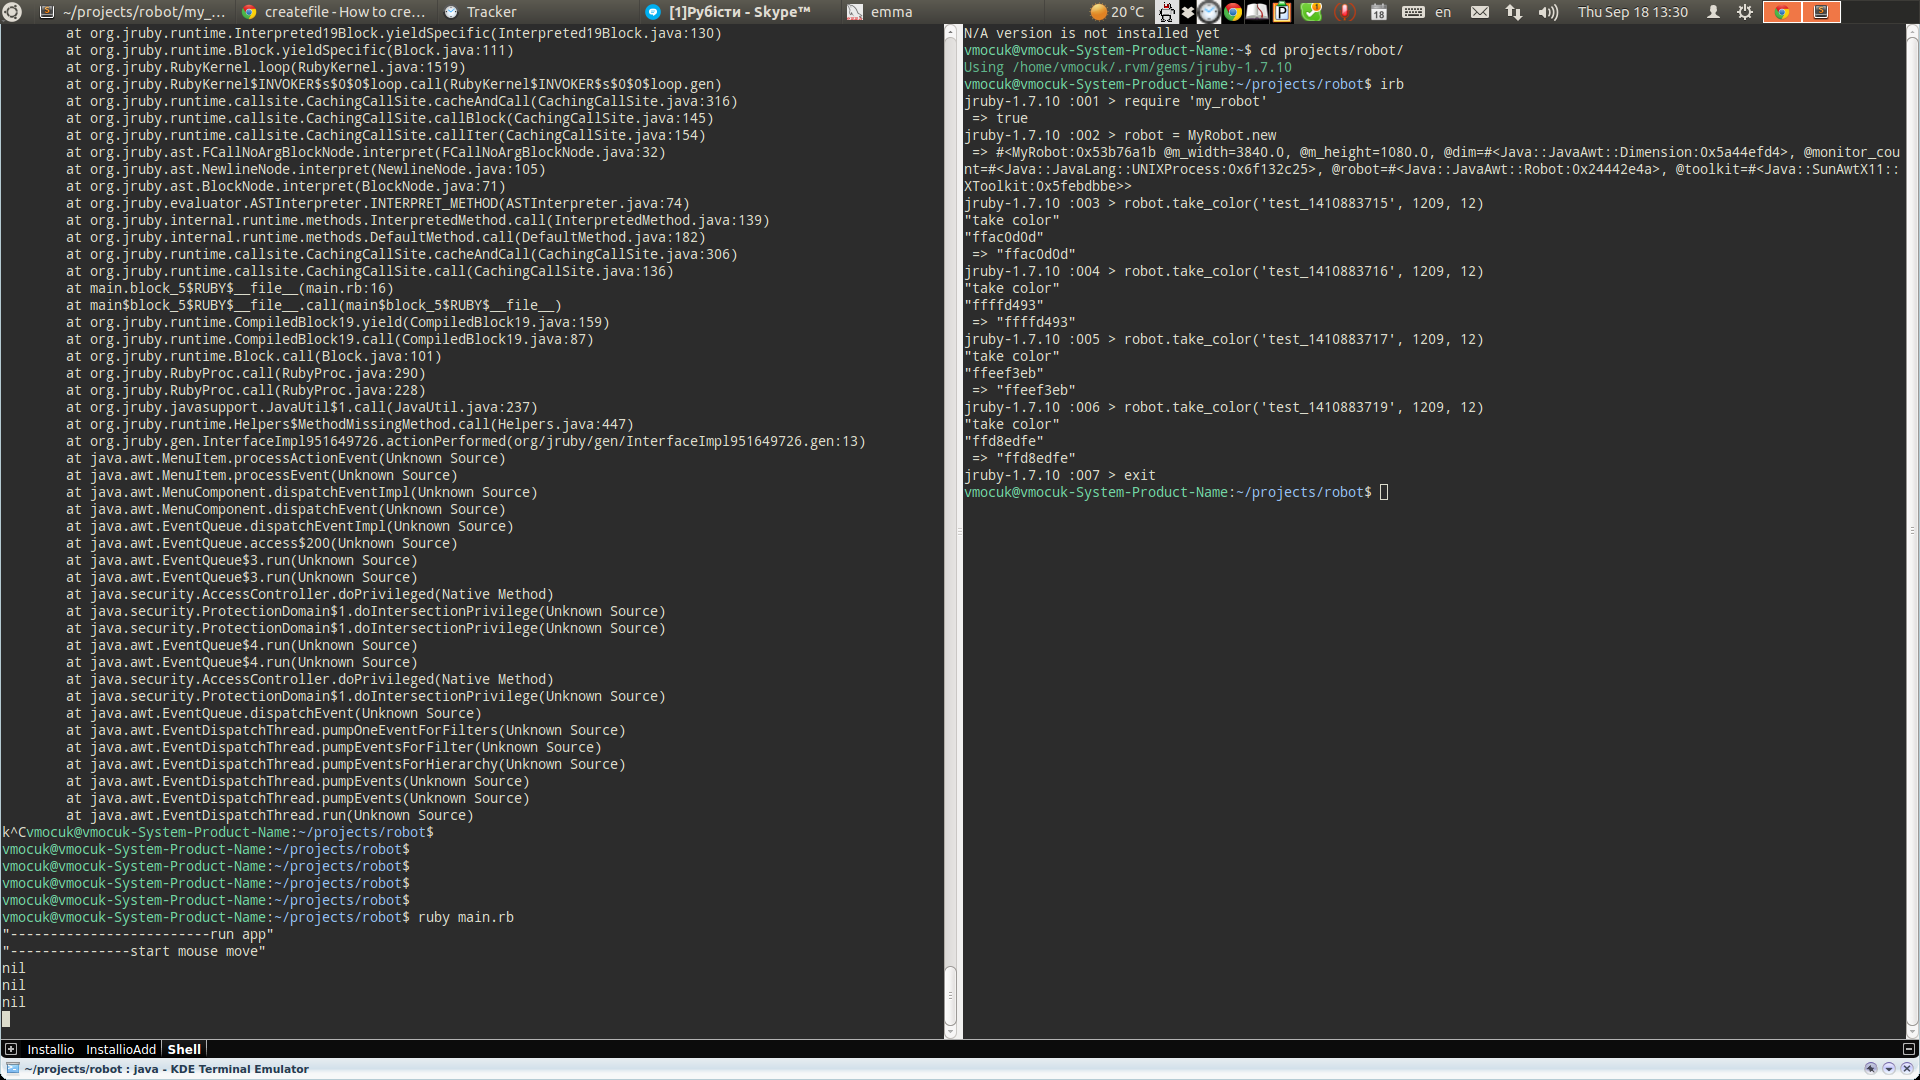 ~/projects/robot/my_...
createfile - How to cre...
Tracker
[1]Рубісти - Skype™
emma
20 °C
18
en
Thu Sep 18 13:30
at org.jruby.runtime.Interpreted19Block.yieldSpecific(Interpreted19Block.java:130)
at org.jruby.runtime.Block.yieldSpecific(Block.java:111)
at org.jruby.RubyKernel.loop(RubyKernel.java:1519)
at org.jruby.RubyKernel$INVOKER$s$0$0$loop.call(RubyKernel$INVOKER$s$0$0$loop.gen)
at org.jruby.runtime.callsite.CachingCallSite.cacheAndCall(CachingCallSite.java:316)
at org.jruby.runtime.callsite.CachingCallSite.callBlock(CachingCallSite.java:145)
at org.jruby.runtime.callsite.CachingCallSite.callIter(CachingCallSite.java:154)
at org.jruby.ast.FCallNoArgBlockNode.interpret(FCallNoArgBlockNode.java:32)
at org.jruby.ast.NewlineNode.interpret(NewlineNode.java:105)
at org.jruby.ast.BlockNode.interpret(BlockNode.java:71)
at org.jruby.evaluator.ASTInterpreter.INTERPRET_METHOD(ASTInterpreter.java:74)
at org.jruby.internal.runtime.methods.InterpretedMethod.call(InterpretedMethod.java:139)
at org.jruby.internal.runtime.methods.DefaultMethod.call(DefaultMethod.java:182)
at org.jruby.runtime.callsite.CachingCallSite.cacheAndCall(CachingCallSite.java:306)
at org.jruby.runtime.callsite.CachingCallSite.call(CachingCallSite.java:136)
at main.block_5$RUBY$__file__(main.rb:16)
at main$block_5$RUBY$__file__.call(main$block_5$RUBY$__file__)
at org.jruby.runtime.CompiledBlock19.yield(CompiledBlock19.java:159)
at org.jruby.runtime.CompiledBlock19.call(CompiledBlock19.java:87)
at org.jruby.runtime.Block.call(Block.java:101)
at org.jruby.RubyProc.call(RubyProc.java:290)
at org.jruby.RubyProc.call(RubyProc.java:228)
at org.jruby.javasupport.JavaUtil$1.call(JavaUtil.java:237)
at org.jruby.runtime.Helpers$MethodMissingMethod.call(Helpers.java:447)
at org.jruby.gen.InterfaceImpl951649726.actionPerformed(org/jruby/gen/InterfaceImpl951649726.gen:13)
at java.awt.MenuItem.processActionEvent(Unknown Source)
at java.awt.MenuItem.processEvent(Unknown Source)
at java.awt.MenuComponent.dispatchEventImpl(Unknown Source)
at java.awt.MenuComponent.dispatchEvent(Unknown Source)
at java.awt.EventQueue.dispatchEventImpl(Unknown Source)
at java.awt.EventQueue.access$200(Unknown Source)
at java.awt.EventQueue$3.run(Unknown Source)
at java.awt.EventQueue$3.run(Unknown Source)
at java.security.AccessController.doPrivileged(Native Method)
at java.security.ProtectionDomain$1.doIntersectionPrivilege(Unknown Source)
at java.security.ProtectionDomain$1.doIntersectionPrivilege(Unknown Source)
at java.awt.EventQueue$4.run(Unknown Source)
at java.awt.EventQueue$4.run(Unknown Source)
at java.security.AccessController.doPrivileged(Native Method)
at java.security.ProtectionDomain$1.doIntersectionPrivilege(Unknown Source)
at java.awt.EventQueue.dispatchEvent(Unknown Source)
at java.awt.EventDispatchThread.pumpOneEventForFilters(Unknown Source)
at java.awt.EventDispatchThread.pumpEventsForFilter(Unknown Source)
at java.awt.EventDispatchThread.pumpEventsForHierarchy(Unknown Source)
at java.awt.EventDispatchThread.pumpEvents(Unknown Source)
at java.awt.EventDispatchThread.pumpEvents(Unknown Source)
at java.awt.EventDispatchThread.run(Unknown Source)
k^Cvmocuk@vmocuk-System-Product-Name:~/projects/robot$
vmocuk@vmocuk-System-Product-Name:~/projects/robot$
vmocuk@vmocuk-System-Product-Name:~/projects/robot$
vmocuk@vmocuk-System-Product-Name:~/projects/robot$
vmocuk@vmocuk-System-Product-Name:~/projects/robot$
vmocuk@vmocuk-System-Product-Name:~/projects/robot$ ruby main.rb
"-------------------------run app"
"---------------start mouse move"
nil
nil
nil
N/A version is not installed yet
vmocuk@vmocuk-System-Product-Name:~$ cd projects/robot/
Using /home/vmocuk/.rvm/gems/jruby-1.7.10
vmocuk@vmocuk-System-Product-Name:~/projects/robot$ irb
jruby-1.7.10 :001 > require 'my_robot'
=> true
jruby-1.7.10 :002 > robot = MyRobot.new
=> #<MyRobot:0x53b76a1b @m_width=3840.0, @m_height=1080.0, @dim=#<Java::JavaAwt::Dimension:0x5a44efd4>, @monitor_cou
nt=#<Java::JavaLang::UNIXProcess:0x6f132c25>, @robot=#<Java::JavaAwt::Robot:0x24442e4a>, @toolkit=#<Java::SunAwtX11::
XToolkit:0x5febdbbe>>
jruby-1.7.10 :003 > robot.take_color('test_1410883715', 1209, 12)
"take color"
"ffac0d0d"
=> "ffac0d0d"
jruby-1.7.10 :004 > robot.take_color('test_1410883716', 1209, 12)
"take color"
"ffffd493"
=> "ffffd493"
jruby-1.7.10 :005 > robot.take_color('test_1410883717', 1209, 12)
"take color"
"ffeef3eb"
=> "ffeef3eb"
jruby-1.7.10 :006 > robot.take_color('test_1410883719', 1209, 12)
"take color"
"ffd8edfe"
=> "ffd8edfe"
jruby-1.7.10 :007 > exit
vmocuk@vmocuk-System-Product-Name:~/projects/robot$
Installio
InstallioAdd
Shell
~/projects/robot : java - KDE Terminal Emulator